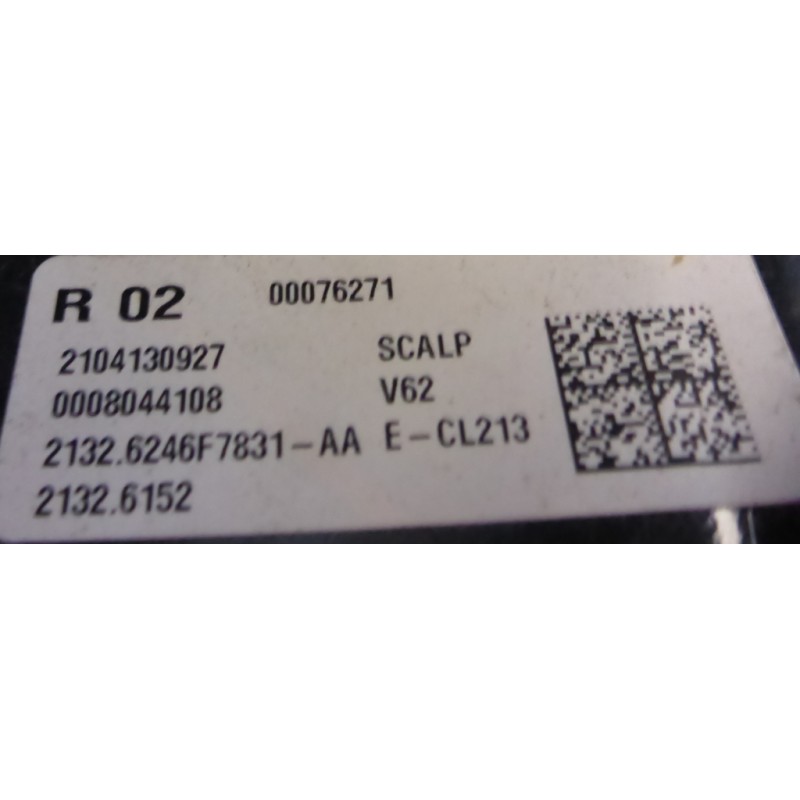 R 02 00076271
2104130927 SCALP
0008044108 V62
2132.6246F7831-AA E-CL213
2132.6152